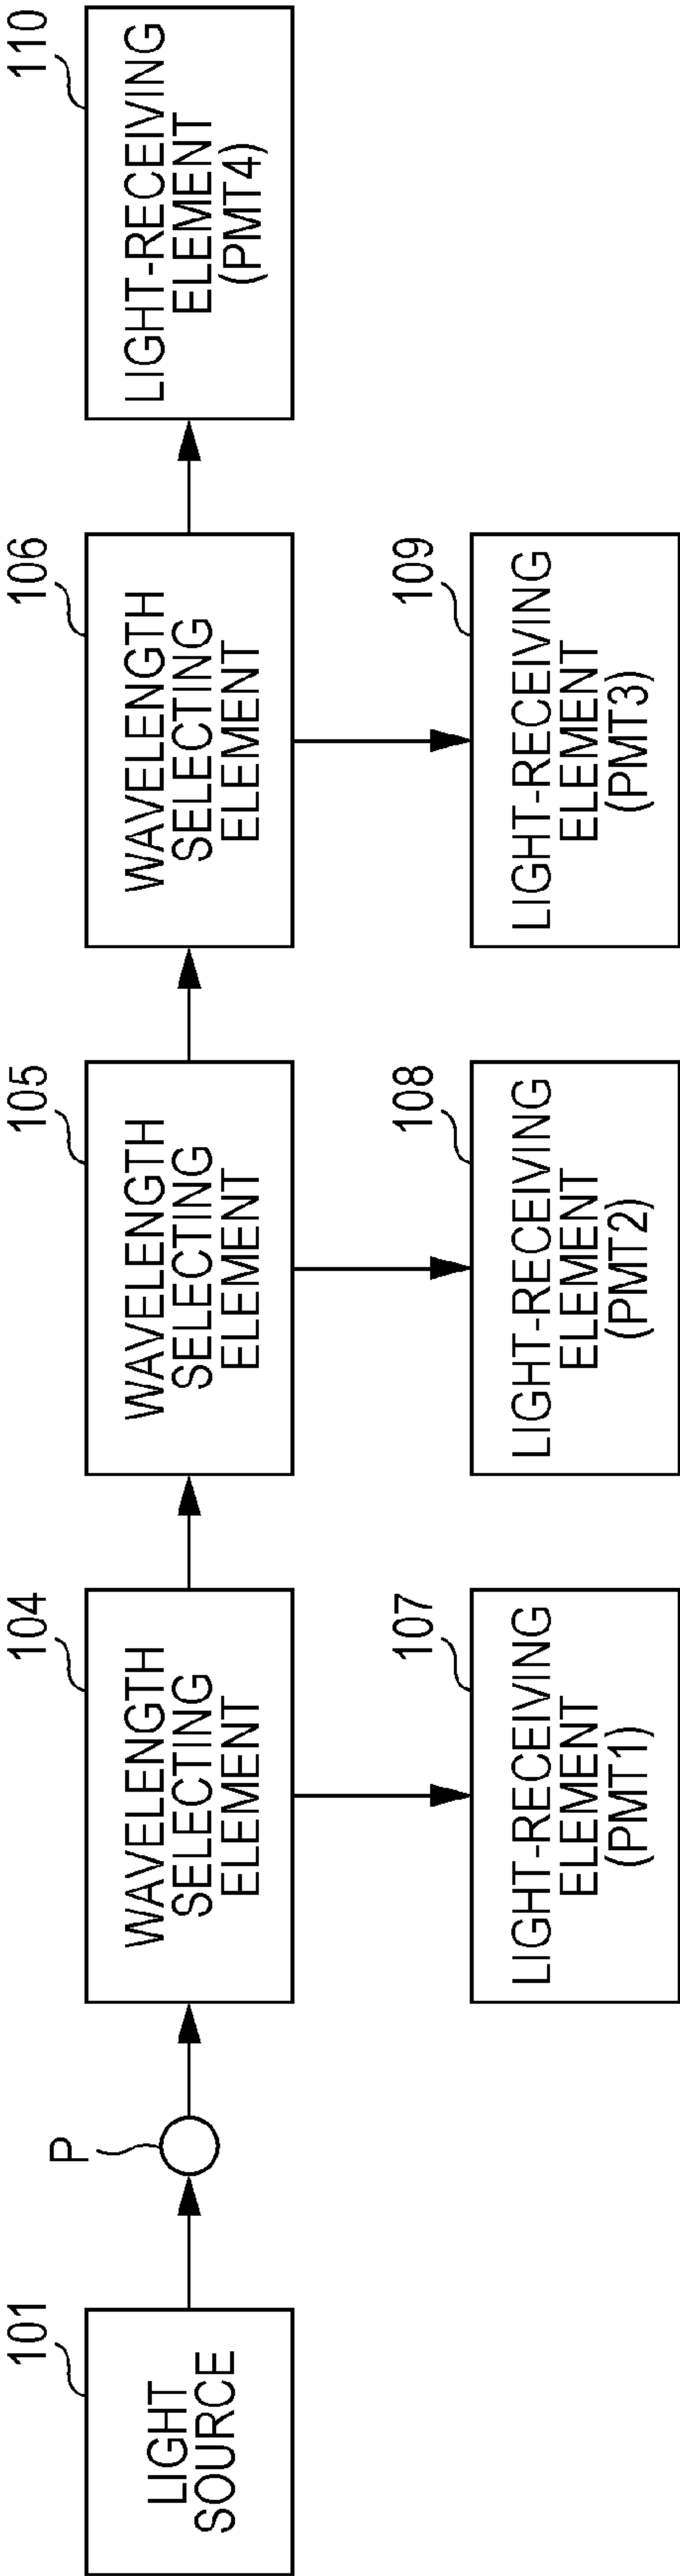 101
LIGHT
SOURCE
P
104
WAVELENGTH
SELECTING
ELEMENT
105
WAVELENGTH
SELECTING
ELEMENT
106
WAVELENGTH
SELECTING
ELEMENT
110
LIGHT-RECEIVING
ELEMENT
(PMT4)
107
LIGHT-RECEIVING
ELEMENT
(PMT1)
108
LIGHT-RECEIVING
ELEMENT
(PMT2)
109
LIGHT-RECEIVING
ELEMENT
(PMT3)